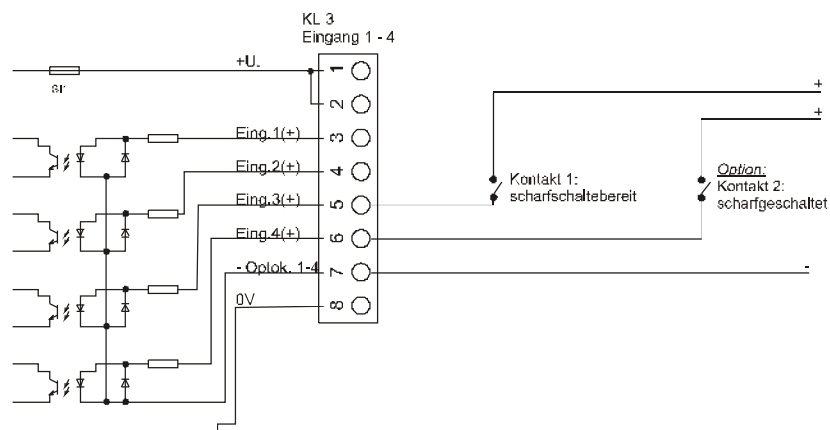 KL 3
Eingang 1 - 4
+U.
sır
1
2
3
4
5
6
7
8
Eing.1(+)
Eing.2(+)
Eing.3(+)
Eing.4(+)
- Optok. 1-4
0V
+
+
Kontakt 1:
scharfschaltebereit
Option:
Kontakt 2:
scharfgeschaltet
-